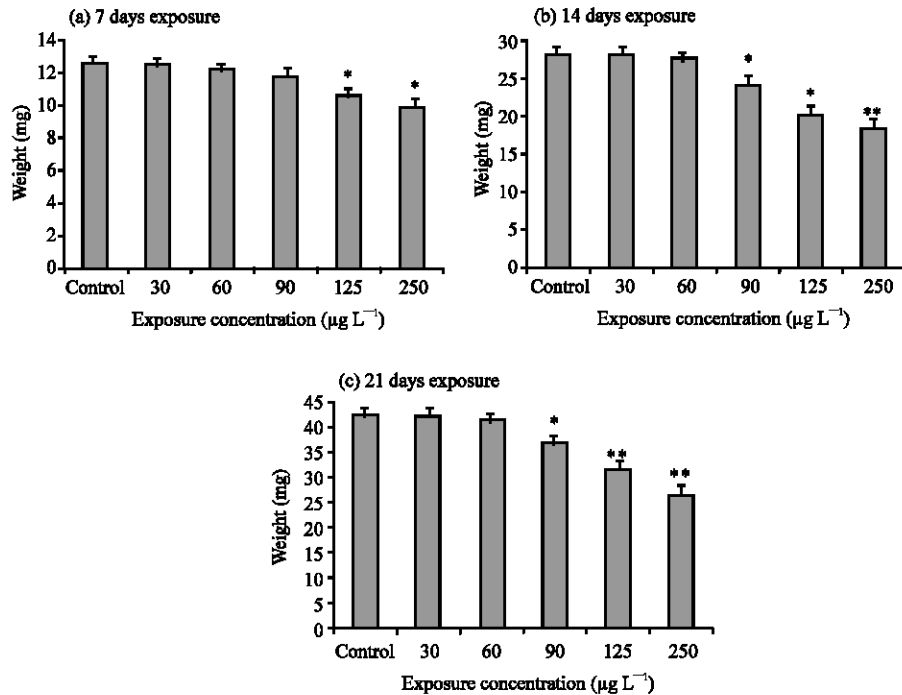 (a) 7 days exposure
14
12
10
8
6
4
2
0
Weight (mg)
*
*
Control 30 60 90 125 250
Exposure concentration (µg L⁻¹)
(b) 14 days exposure
30
25
20
15
10
5
0
Weight (mg)
*
*
**
Control 30 60 90 125 250
Exposure concentration (µg L⁻¹)
(c) 21 days exposure
45
40
35
30
25
20
15
10
5
0
Weight (mg)
*
**
**
Control 30 60 90 125 250
Exposure concentration (µg L⁻¹)